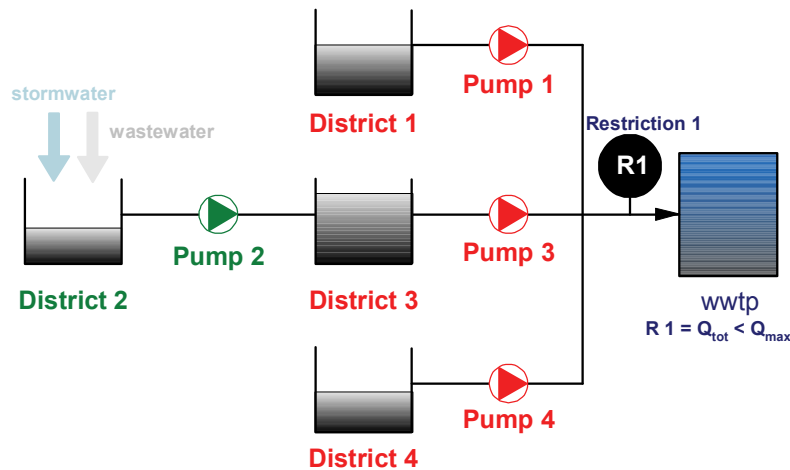 stormwater
wastewater
Pump 1
District 1
Restriction 1
R1
Pump 2
District 2
Pump 3
District 3
wwtp
R 1 = Qtot < Qmax
Pump 4
District 4